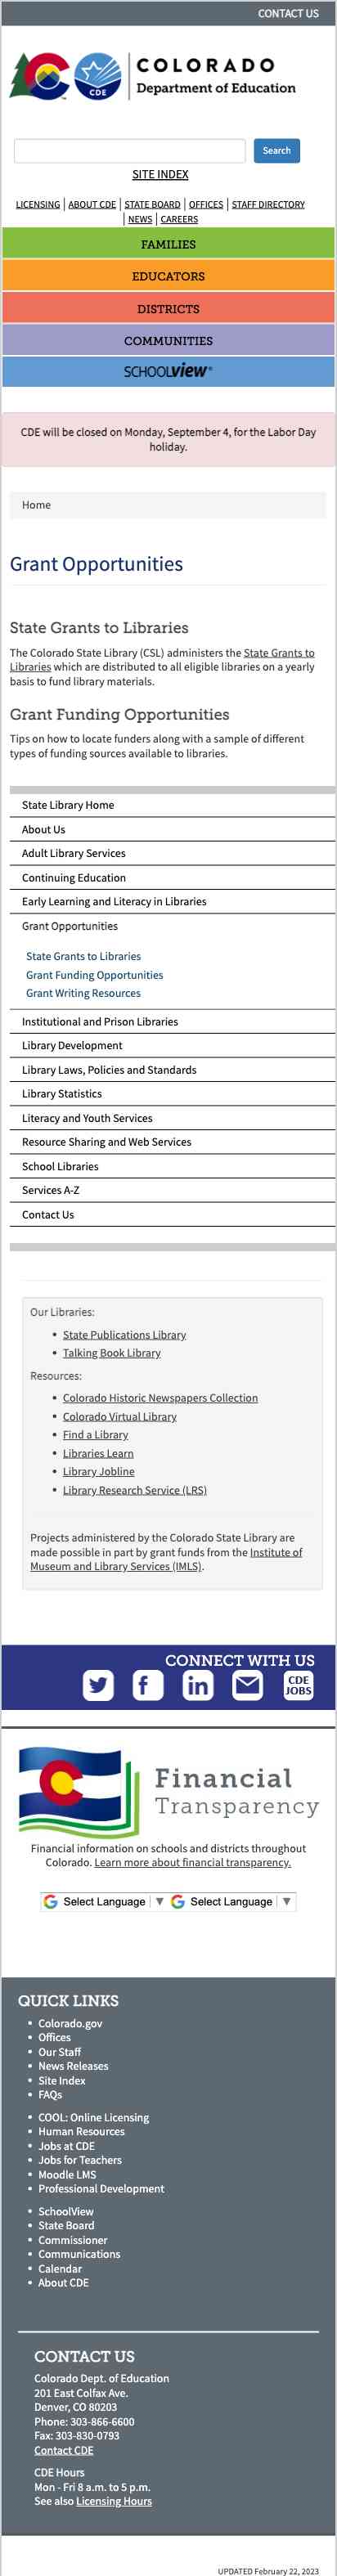 CONTACT US
COLORADO
Department of Education
CDE
Search
SITE INDEX
LICENSING | ABOUT CDE | STATE BOARD | OFFICES | STAFF DIRECTORY
| NEWS | CAREERS
FAMILIES
EDUCATORS
DISTRICTS
COMMUNITIES
SCHOOLVIEW®
CDE will be closed on Monday, September 4, for the Labor Day
holiday.
Home
Grant Opportunities
State Grants to Libraries
The Colorado State Library (CSL) administers the State Grants to
Libraries which are distributed to all eligible libraries on a yearly
basis to fund library materials.
Grant Funding Opportunities
Tips on how to locate funders along with a sample of different
types of funding sources available to libraries.
State Library Home
About Us
Adult Library Services
Continuing Education
Early Learning and Literacy in Libraries
Grant Opportunities
State Grants to Libraries
Grant Funding Opportunities
Grant Writing Resources
Institutional and Prison Libraries
Library Development
Library Laws, Policies and Standards
Library Statistics
Literacy and Youth Services
Resource Sharing and Web Services
School Libraries
Services A-Z
Contact Us
Our Libraries:
• State Publications Library
• Talking Book Library
Resources:
• Colorado Historic Newspapers Collection
• Colorado Virtual Library
• Find a Library
• Libraries Learn
• Library Jobline
• Library Research Service (LRS)
Projects administered by the Colorado State Library are
made possible in part by grant funds from the Institute of
Museum and Library Services (IMLS).
CONNECT WITH US
CDE
JOBS
Financial
Transparency
Financial information on schools and districts throughout
Colorado. Learn more about financial transparency.
Select Language | ▼ Select Language | ▼
QUICK LINKS
• Colorado.gov
• Offices
• Our Staff
• News Releases
• Site Index
• FAQs
• COOL: Online Licensing
• Human Resources
• Jobs at CDE
• Jobs for Teachers
• Moodle LMS
• Professional Development
• SchoolView
• State Board
• Commissioner
• Communications
• Calendar
• About CDE
CONTACT US
Colorado Dept. of Education
201 East Colfax Ave.
Denver, CO 80203
Phone: 303-866-6600
Fax: 303-830-0793
Contact CDE
CDE Hours
Mon - Fri 8 a.m. to 5 p.m.
See also Licensing Hours
UPDATED February 22, 2023